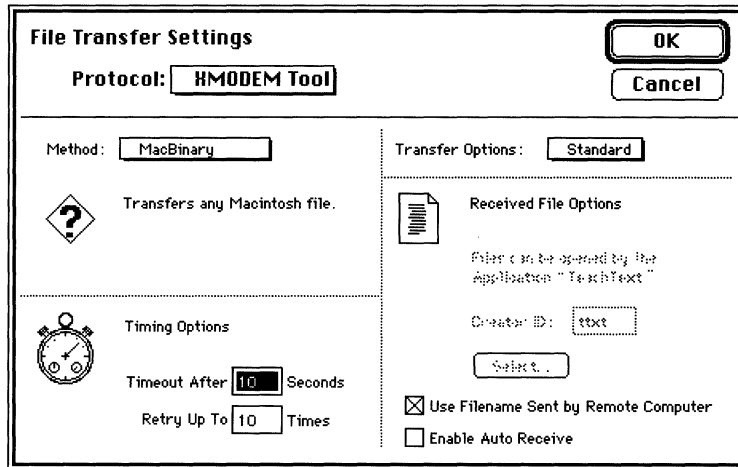 File Transfer Settings
OK
Protocol: XMODEM Tool
Cancel
Method: MacBinary
Transfer Options: Standard
Transfers any Macintosh file.
Received File Options
Files can be opened by the
Application "TeachText"
Creator ID: ttxt
Select...
Timing Options
Timeout After 10 Seconds
Retry Up To 10 Times
Use Filename Sent by Remote Computer
Enable Auto Receive